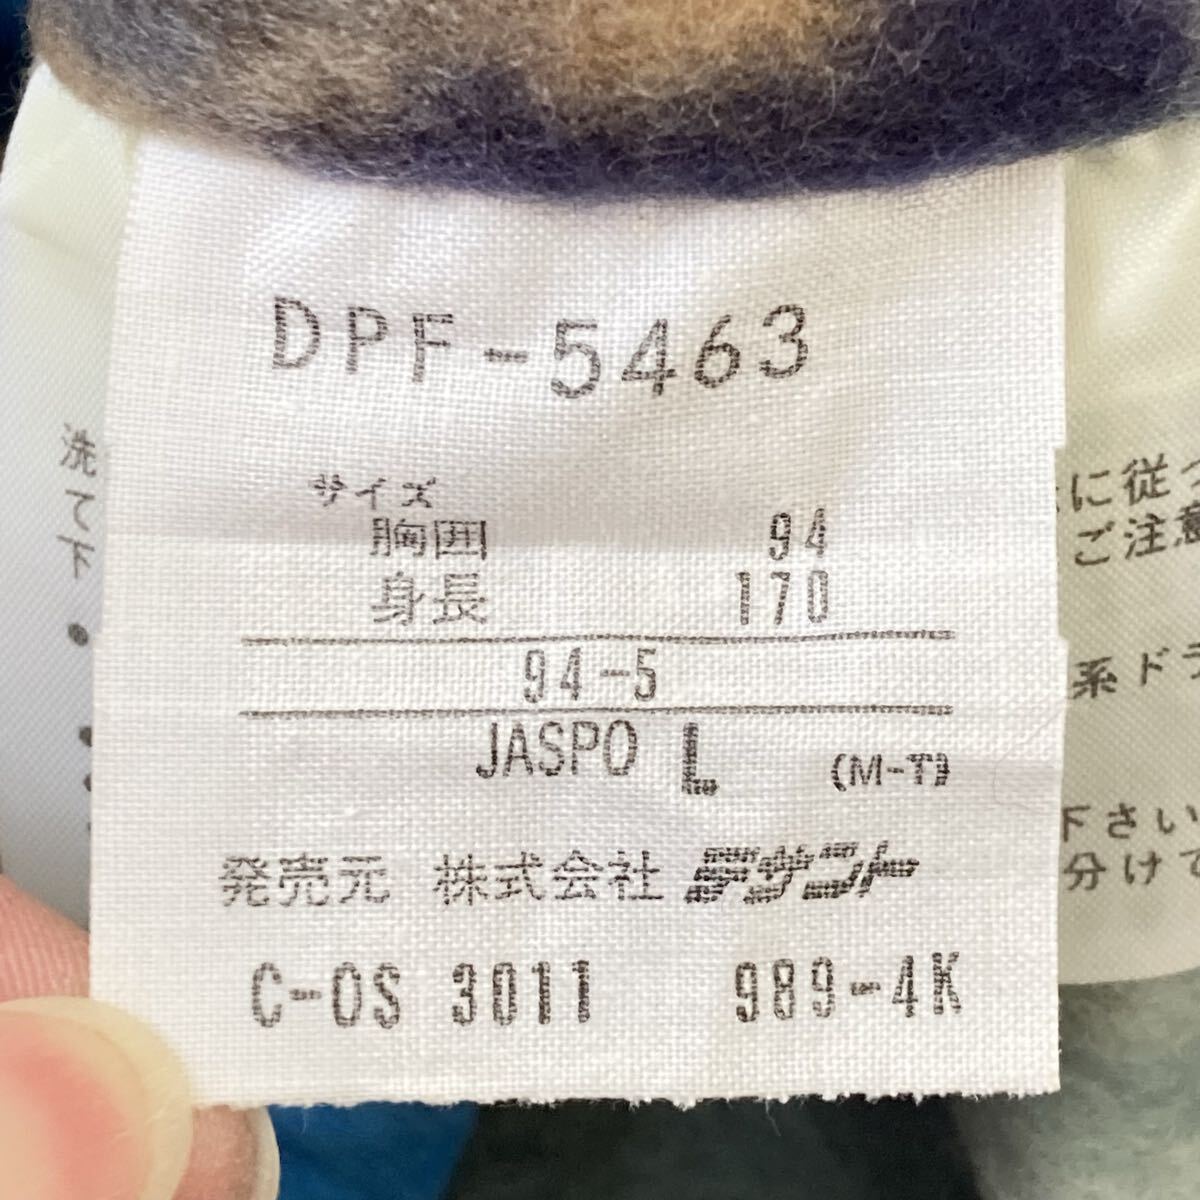 DPF-5463
サイズ
胸囲 94
身長 170
94-5
JASPO L (M-T)
発売元 株式会社 デサント
C-OS 3011 989-4K
洗
て
下
●
に従つ
ご注意
系ドラ
下さい
分けて